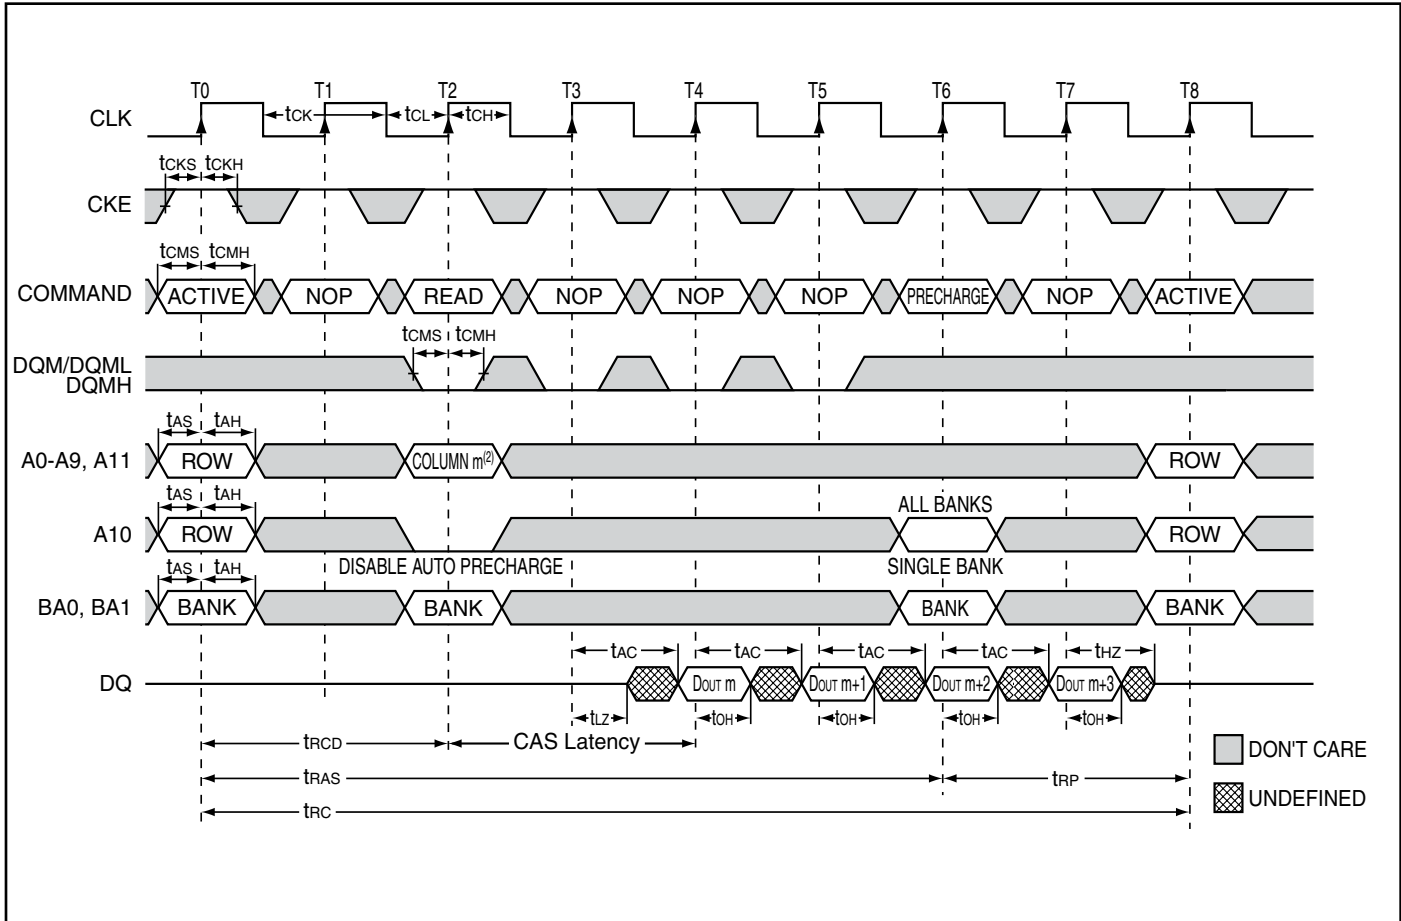 T0 T1 T2 T3 T4 T5 T6 T7 T8
CLK tCK tCL tCH
tCKS tCKH
CKE
tCMS tCMH
COMMAND ACTIVE NOP READ NOP NOP NOP PRECHARGE NOP ACTIVE
tCMS tCMH
DQM/DQML
DQMH
tAS tAH
A0-A9, A11 ROW COLUMN m(2) ROW
tAS tAH ALL BANKS
A10 ROW ROW
DISABLE AUTO PRECHARGE SINGLE BANK
tAS tAH
BA0, BA1 BANK BANK BANK BANK
tAC tAC tAC tAC tHZ
DQ DOUT m DOUT m+1 DOUT m+2 DOUT m+3
tLZ tOH tOH tOH tOH
tRCD CAS Latency
DON'T CARE
tRAS tRP
UNDEFINED
tRC